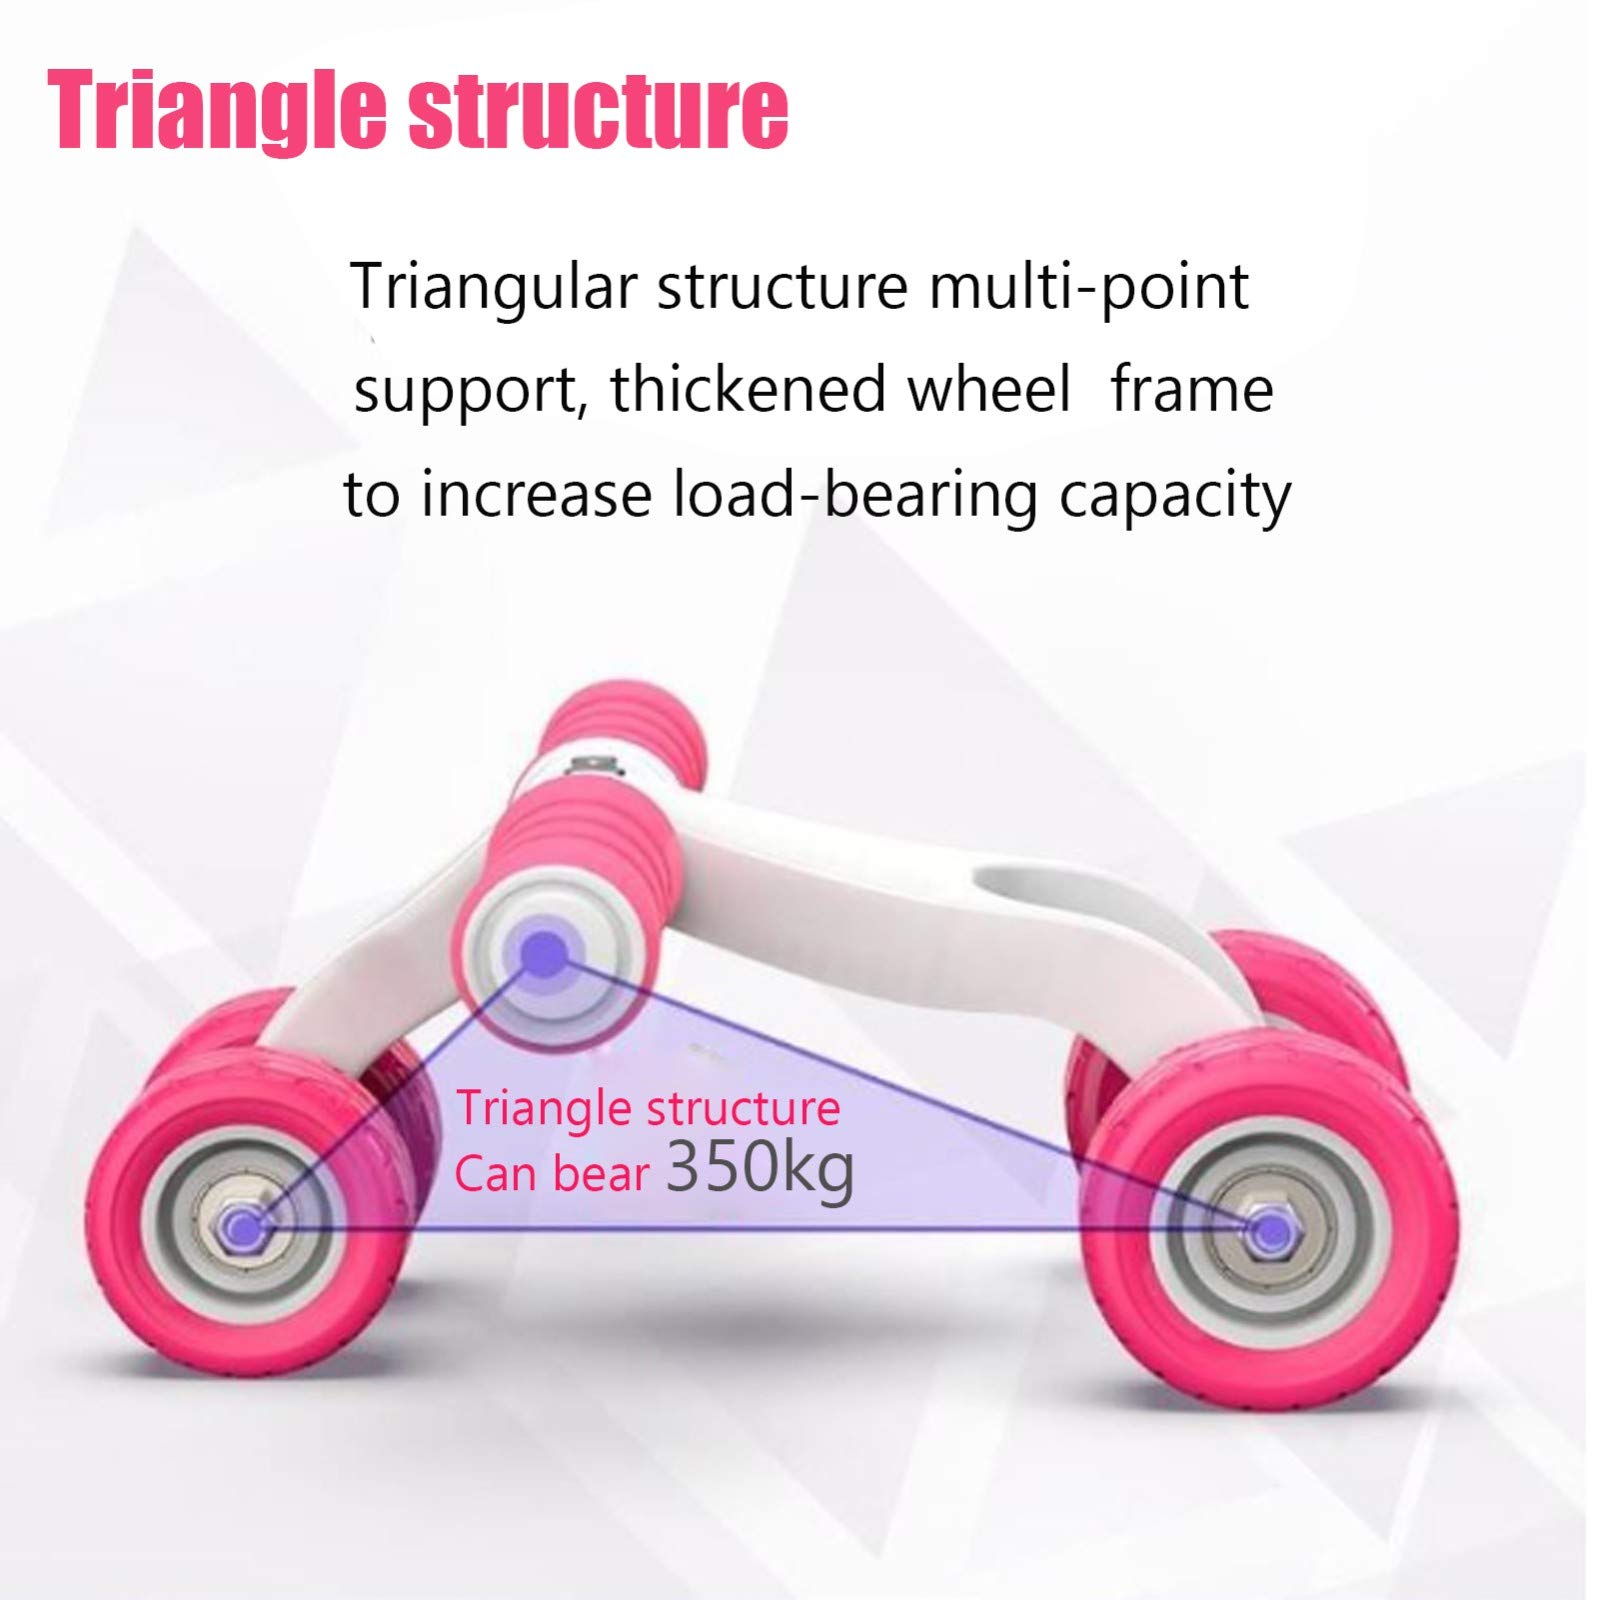 Triangle structure
Triangular structure multi-point
support, thickened wheel frame
to increase load-bearing capacity
Triangle structure
Can bear 350kg